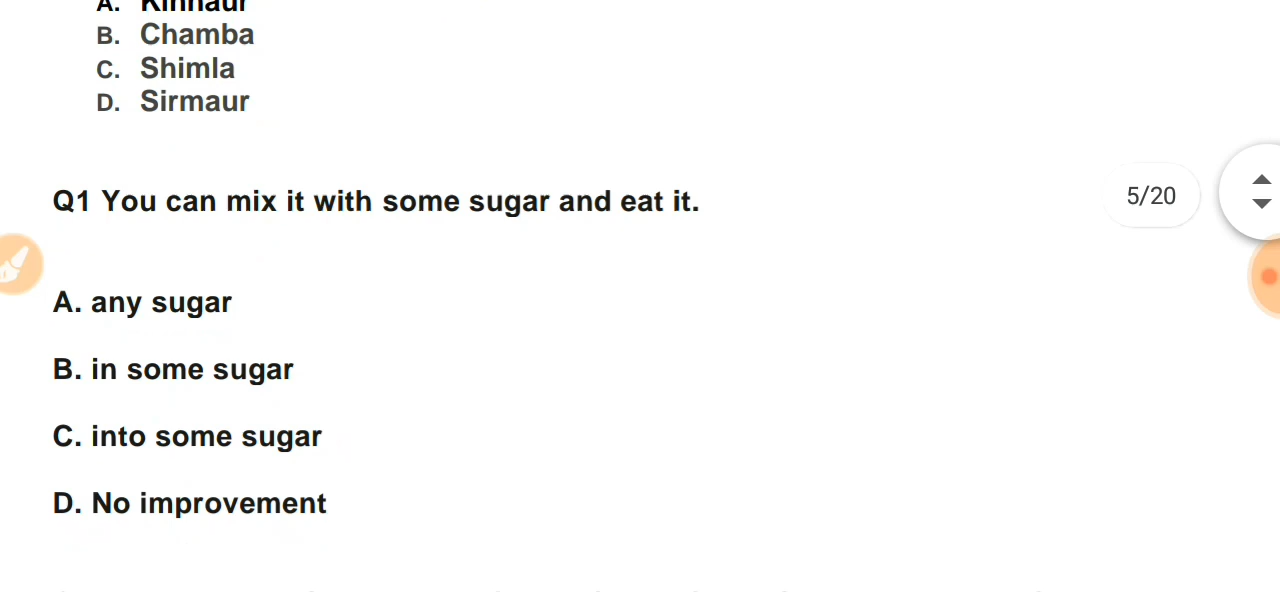 A. Kinnaur
B. Chamba
C. Shimla
D. Sirmaur
Q1 You can mix it with some sugar and eat it.
5/20
A. any sugar
B. in some sugar
C. into some sugar
D. No improvement